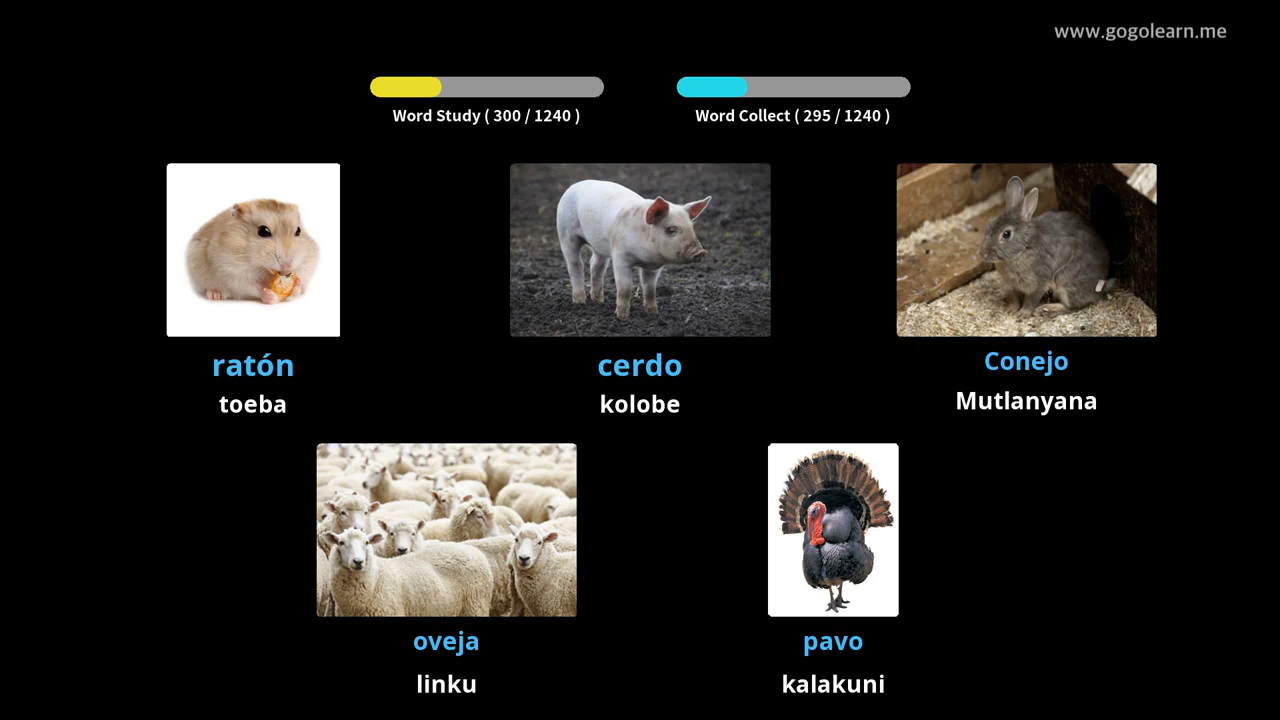 www.gogolearn.me
Word Study ( 300 / 1240 )
Word Collect ( 295 / 1240 )
ratón
toeba
cerdo
kolobe
Conejo
Mutlanyana
oveja
linku
pavo
kalakuni